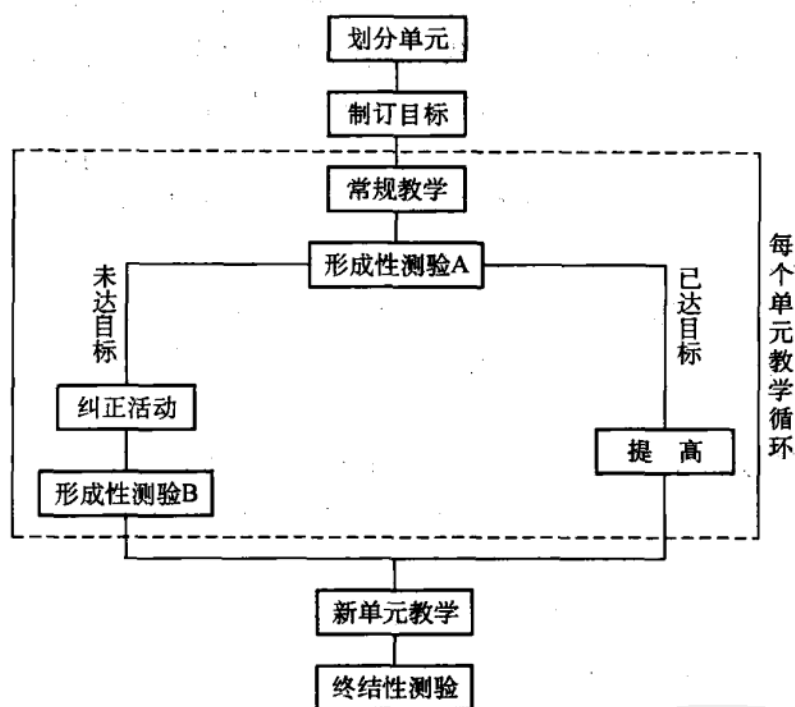 划分单元
制订目标
常规教学
形成性测验A
未达目标
已达目标
每个单元教学循环
纠正活动
提 高
形成性测验B
新单元教学
终结性测验